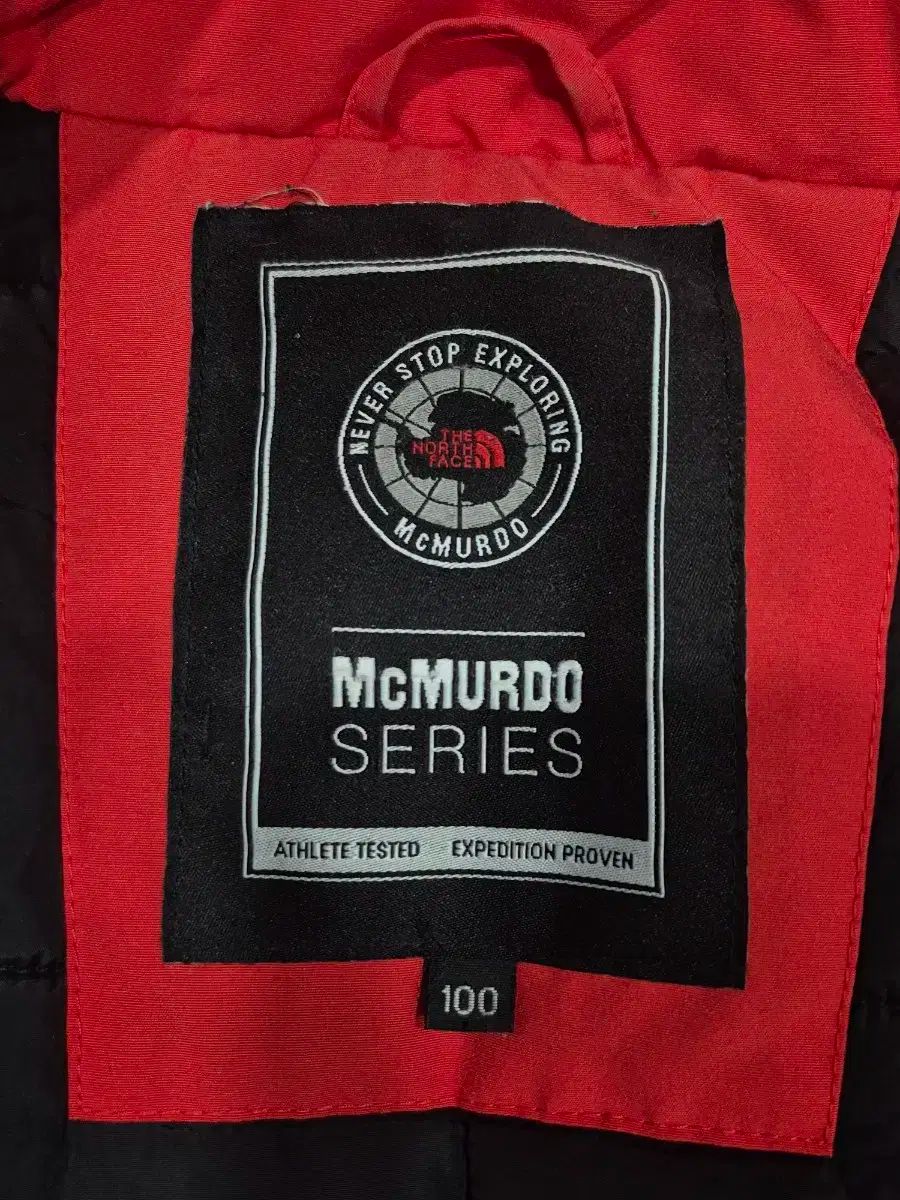 NEVER STOP EXPLORING
THE
NORTH
FACE
McMURDO
McMURDO
SERIES
ATHLETE TESTED EXPEDITION PROVEN
100